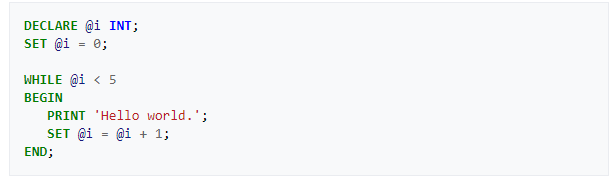 DECLARE @i INT;
SET @i = 0;

WHILE @i < 5
BEGIN
   PRINT 'Hello world.';
   SET @i = @i + 1;
END;